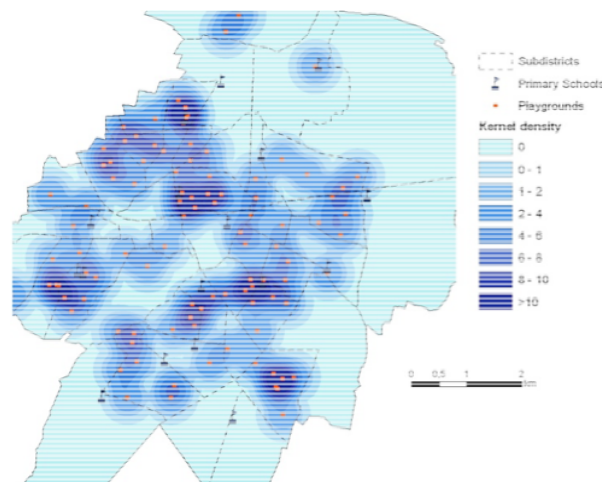 Subdistricts
Primary Schools
Playgrounds
Kernel density
0
0 - 1
1 - 2
2 - 4
4 - 6
6 - 8
8 - 10
>10
0 0,5 1 2
km